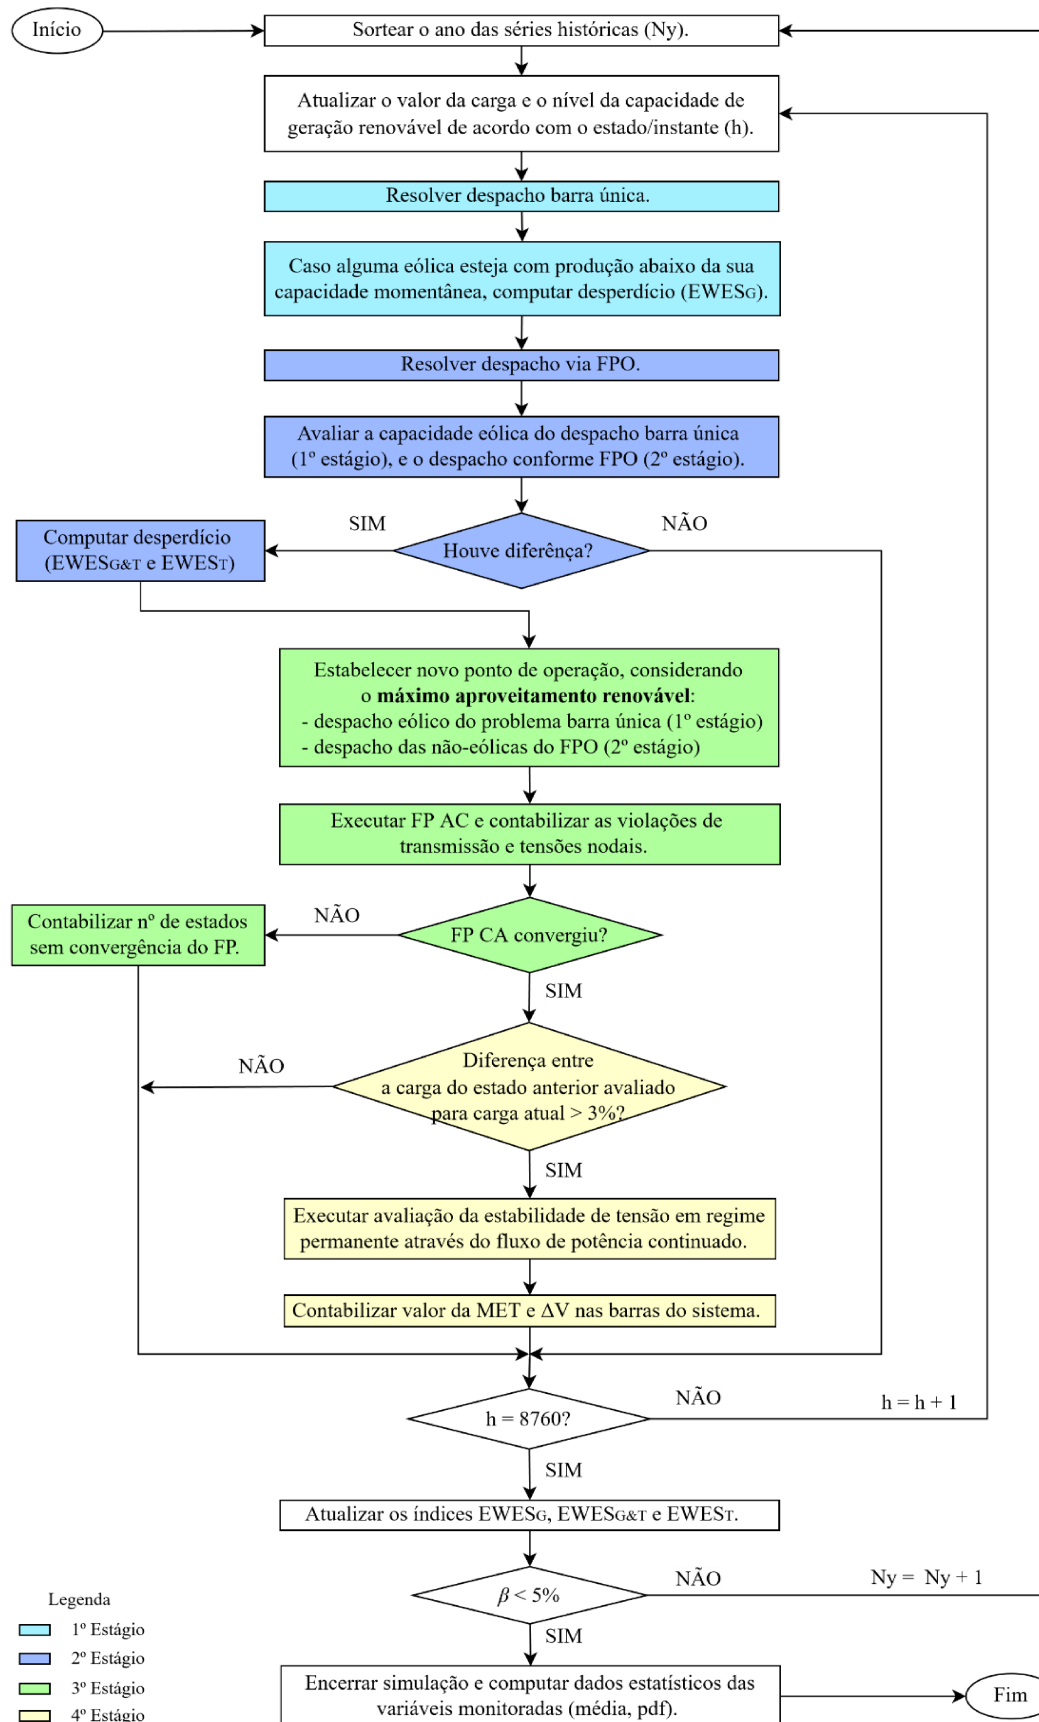 Início
Sortear o ano das séries históricas (Ny).
Atualizar o valor da carga e o nível da capacidade de
geração renovável de acordo com o estado/instante (h).
Resolver despacho barra única.
Caso alguma eólica esteja com produção abaixo da sua
capacidade momentânea, computar desperdício (EWESG).
Resolver despacho via FPO.
Avaliar a capacidade eólica do despacho barra única
(1º estágio), e o despacho conforme FPO (2º estágio).
SIM
NÃO
Computar desperdício
(EWESG&T e EWEST)
Houve diferênça?
Estabelecer novo ponto de operação, considerando
o máximo aproveitamento renovável:
- despacho eólico do problema barra única (1º estágio)
- despacho das não-eólicas do FPO (2º estágio)
Executar FP AC e contabilizar as violações de
transmissão e tensões nodais.
NÃO
Contabilizar nº de estados
sem convergência do FP.
FP CA convergiu?
SIM
NÃO
Diferença entre
a carga do estado anterior avaliado
para carga atual > 3%?
SIM
Executar avaliação da estabilidade de tensão em regime
permanente através do fluxo de potência continuado.
Contabilizar valor da MET e ΔV nas barras do sistema.
h = 8760?
NÃO
h = h + 1
SIM
Atualizar os índices EWESG, EWESG&T e EWEST.
β < 5%
NÃO
Ny = Ny + 1
SIM
Encerrar simulação e computar dados estatísticos das
variáveis monitoradas (média, pdf).
Fim
Legenda
1º Estágio
2º Estágio
3º Estágio
4º Estágio